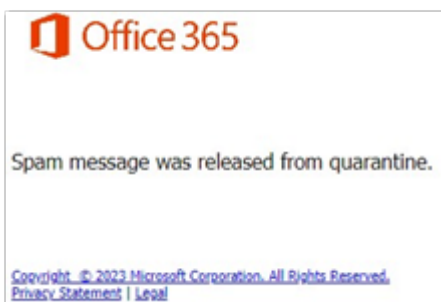 Office 365
Spam message was released from quarantine.
Copyright © 2023 Microsoft Corporation. All Rights Reserved.
Privacy Statement | Legal